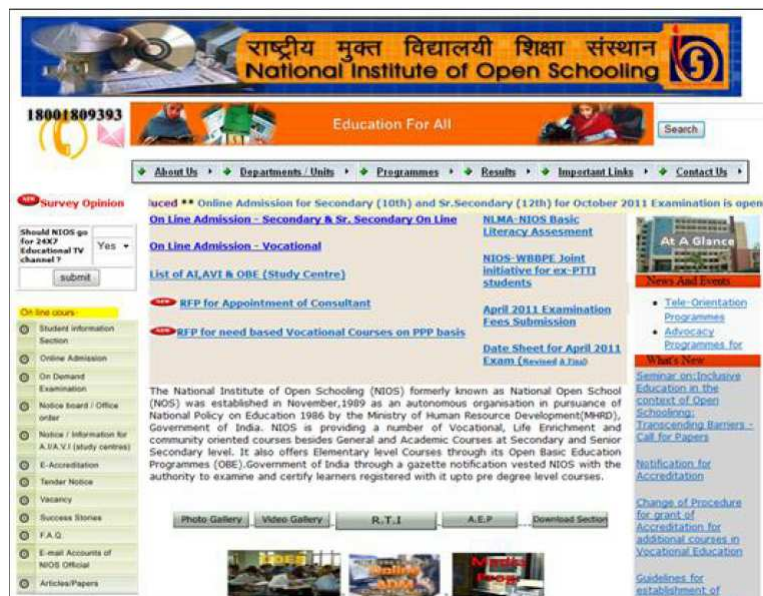 राष्ट्रीय मुक्त विद्यालयी शिक्षा संस्थान
National Institute of Open Schooling
18001809393
Education For All
Search
About Us
Departments / Units
Programmes
Results
Important Links
Contact Us
Survey Opinion
duced ** Online Admission for Secondary (10th) and Sr.Secondary (12th) for October 2011 Examination is open
Should NIOS go
for 24X7
Educational TV
channel ?
Yes
submit
On line cours-
Student information
Section
Online Admission
On Demand
Examination
Notice board / Office
order
Notice / Information for
A.I/A.V.I (study centres)
E-Accreditation
Tender Notice
Vacancy
Success Stories
F.A.Q.
E-mail Accounts of
NIOS Official
Articles/Papers
On Line Admission - Secondary & Sr. Secondary On Line
On Line Admission - Vocational
List of AI,AVI & OBE (Study Centre)
RFP for Appointment of Consultant
RFP for need based Vocational Courses on PPP basis
NLMA-NIOS Basic
Literacy Assesment
NIOS-WBBPE Joint
initiative for ex-PTTI
students
April 2011 Examination
Fees Submission
Date Sheet for April 2011
Exam (Revised & Final)
The National Institute of Open Schooling (NIOS) formerly known as National Open School
(NOS) was established in November,1989 as an autonomous organisation in pursuance of
National Policy on Education 1986 by the Ministry of Human Resource Development(MHRD),
Government of India. NIOS is providing a number of Vocational, Life Enrichment and
community oriented courses besides General and Academic Courses at Secondary and Senior
Secondary level. It also offers Elementary level Courses through its Open Basic Education
Programmes (OBE).Government of India through a gazette notification vested NIOS with the
authority to examine and certify learners registered with it upto pre degree level courses.
Photo Gallery
Video Gallery
R.T.I
A.E.P
Download Section
ODES
Online
ADM
Media
Prog.
At A Glance
News And Events
Tele-Orientation
Programmes
Advocacy
Programmes for
What's New
Seminar on:Inclusive
Education in the
context of Open
Schoolinng:
Transcending Barriers -
Call for Papers
Notification for
Accreditation
Change of Procedure
for grant of
Accreditation for
additional courses in
Vocational Education
Guidelines for
establishment of